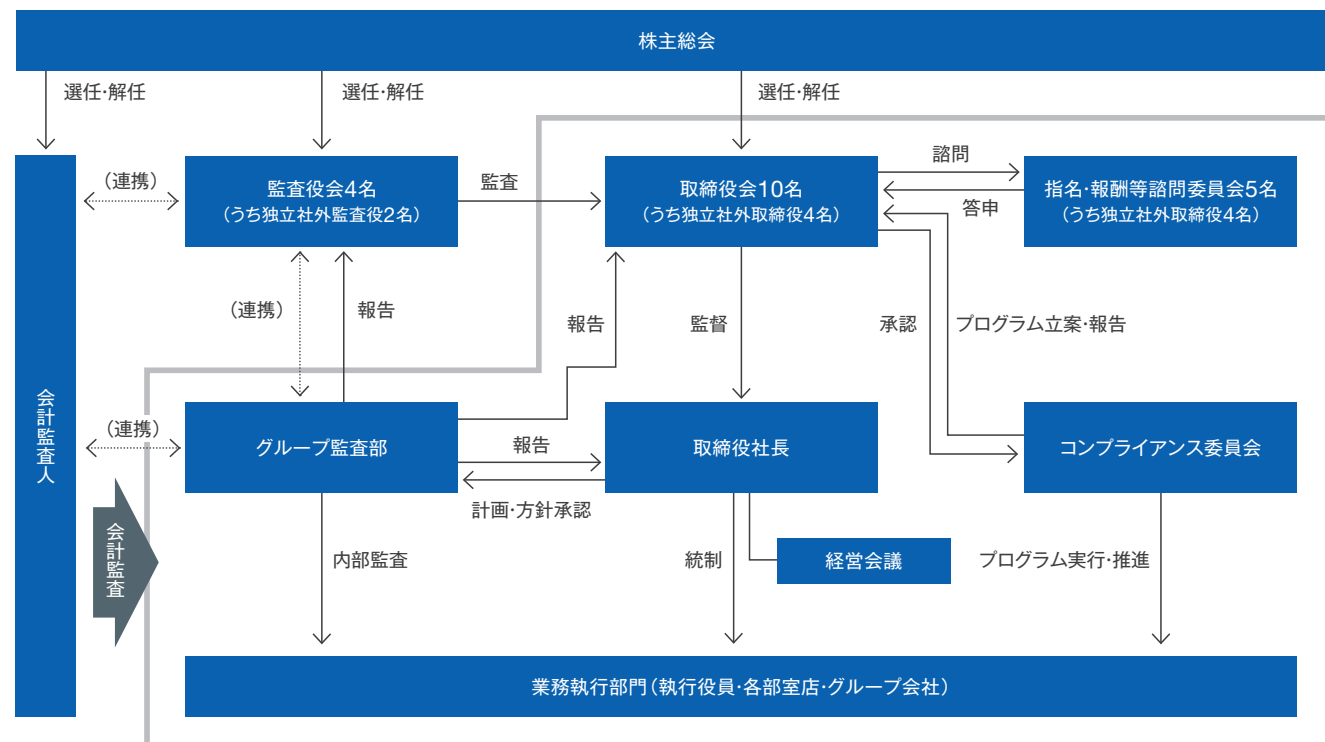 株主総会
選任・解任
選任・解任
選任・解任
(連携)
監査役会4名
(うち独立社外監査役2名)
監査
取締役会10名
(うち独立社外取締役4名)
諮問
答申
指名・報酬等諮問委員会5名
(うち独立社外取締役4名)
(連携)
報告
報告
監督
承認
プログラム立案・報告
会計監査人
(連携)
グループ監査部
報告
計画・方針承認
取締役社長
コンプライアンス委員会
会計監査
内部監査
統制
経営会議
プログラム実行・推進
業務執行部門(執行役員・各部室店・グループ会社)